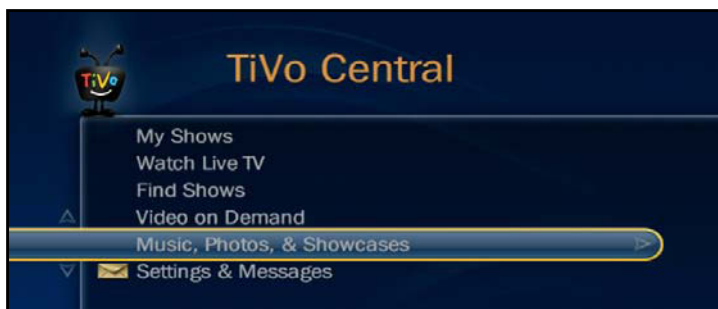 TiVo
TiVo Central
My Shows
Watch Live TV
Find Shows
Video on Demand
Music, Photos, & Showcases
Settings & Messages